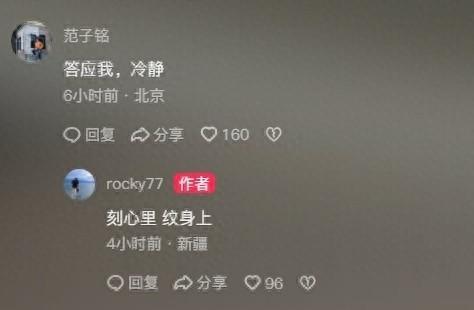 范子铭
答应我，冷静
6小时前 · 北京
回复 分享 160
rocky77 作者
刻心里 纹身上
4小时前 · 新疆
回复 分享 96